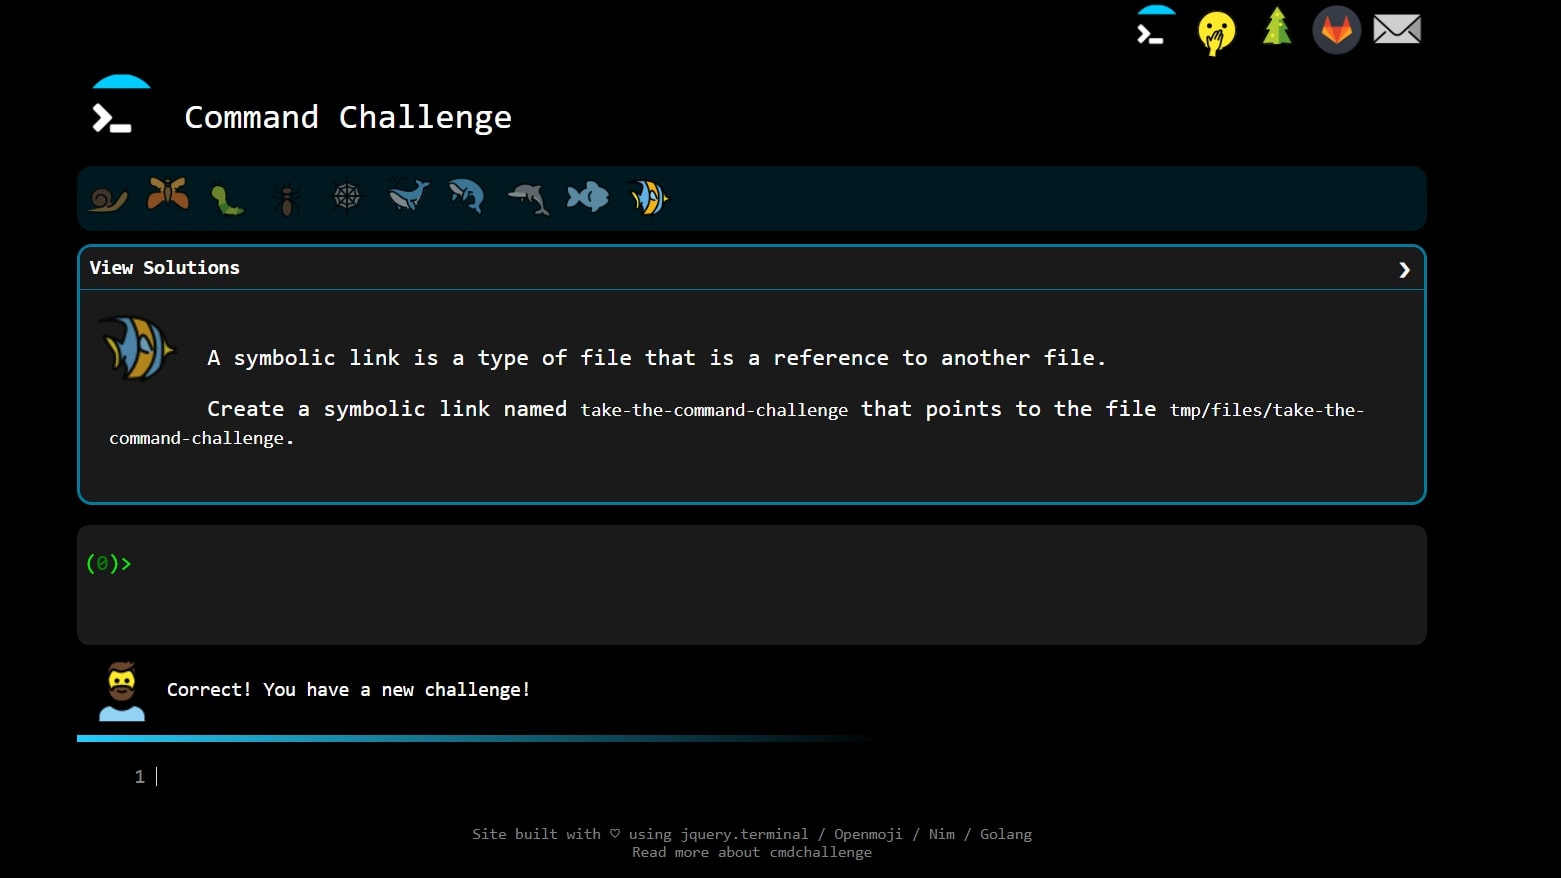 Command Challenge
View Solutions
A symbolic link is a type of file that is a reference to another file.
Create a symbolic link named take-the-command-challenge that points to the file tmp/files/take-the-
command-challenge.
(0)>
Correct! You have a new challenge!
1
Site built with ♡ using jquery.terminal / Openmoji / Nim / Golang
Read more about cmdchallenge